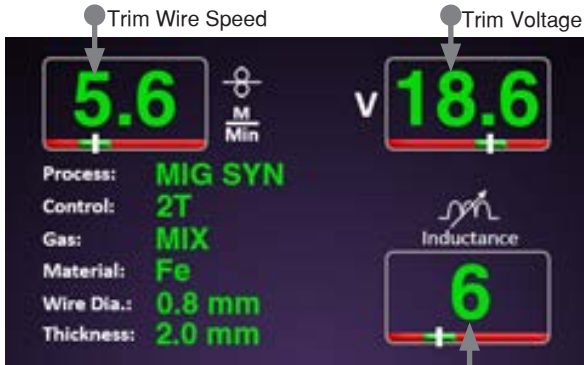 Trim Wire Speed
Trim Voltage
5.6
M
Min
V
18.6
Process: MIG SYN
Control: 2T
Gas: MIX
Material: Fe
Wire Dia.: 0.8 mm
Thickness: 2.0 mm
Inductance
6